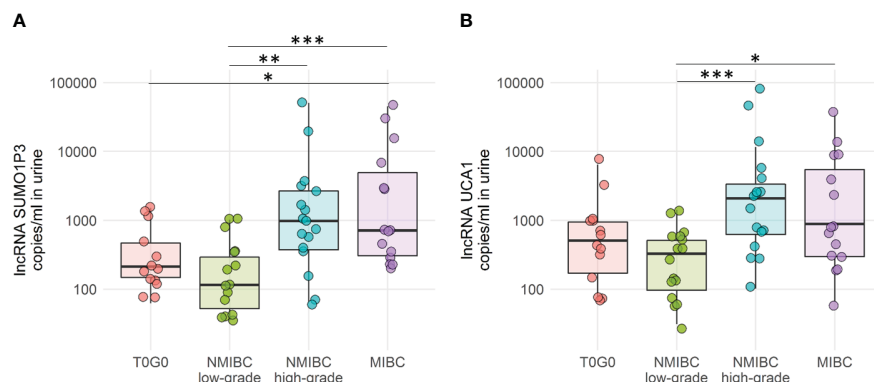 A
B
***
**
*
*
***
100000
10000
1000
100
lncRNA SUMO1P3
copies/ml in urine
T0G0
NMIBC
low-grade
NMIBC
high-grade
MIBC
100000
10000
1000
100
lncRNA UCA1
copies/ml in urine
T0G0
NMIBC
low-grade
NMIBC
high-grade
MIBC